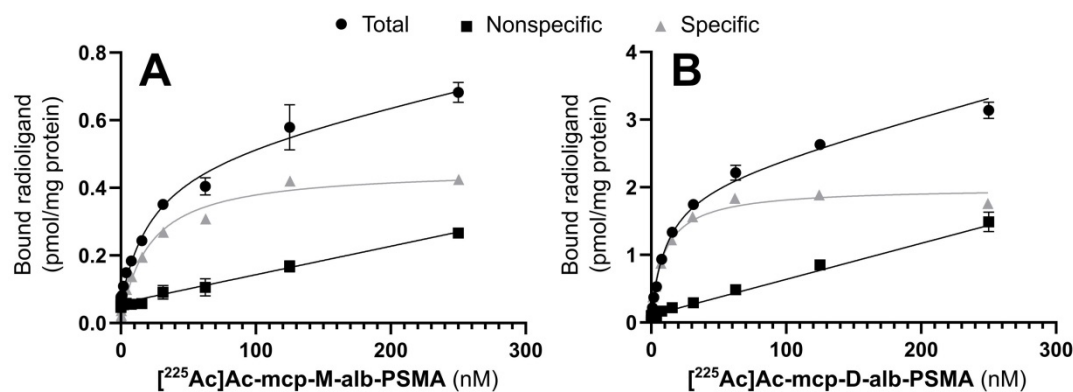 Total Nonspecific Specific
A
B
Bound radioligand
(pmol/mg protein)
0.8
0.6
0.4
0.2
0.0
0 100 200 300
[²²⁵Ac]Ac-mcp-M-alb-PSMA (nM)
Bound radioligand
(pmol/mg protein)
4
3
2
1
0
0 100 200 300
[²²⁵Ac]Ac-mcp-D-alb-PSMA (nM)